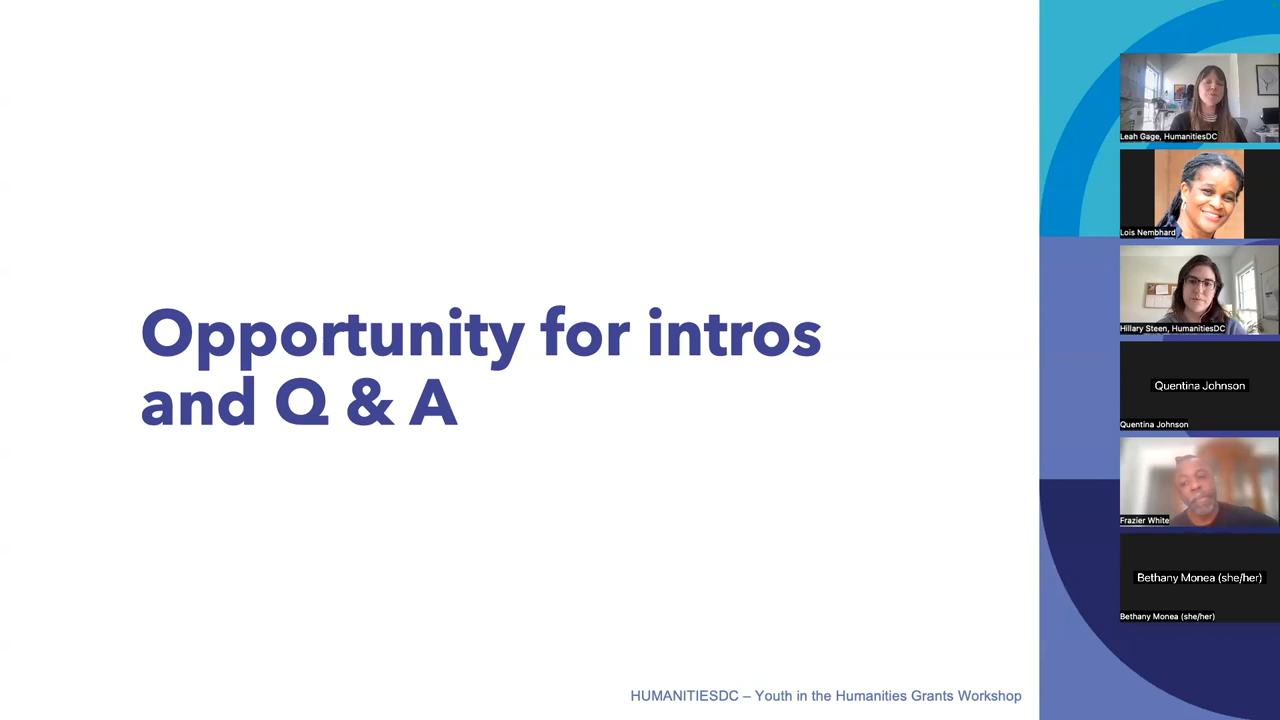 Opportunity for intros
and Q & A
HUMANITIESDC – Youth in the Humanities Grants Workshop
Leah Gage, HumanitiesDC
Lois Nembhard
Hillary Steen, HumanitiesDC
Quentina Johnson
Quentina Johnson
Frazier White
Bethany Monea (she/her)
Bethany Monea (she/her)